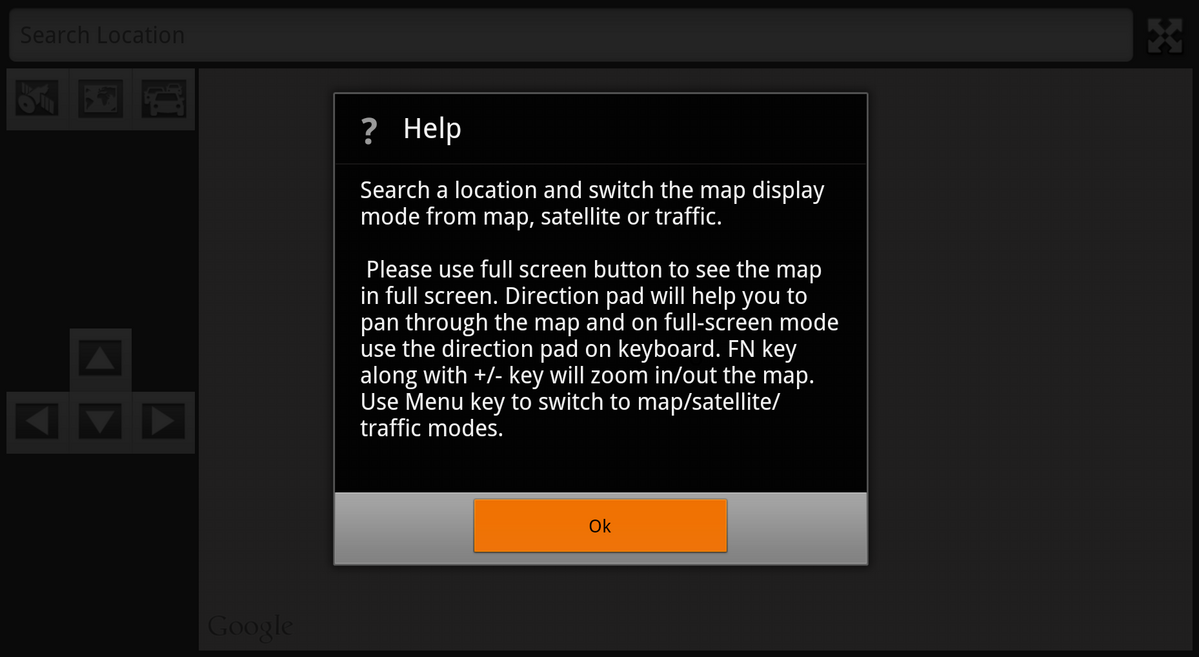 Search Location
? Help
Search a location and switch the map display
mode from map, satellite or traffic.
Please use full screen button to see the map
in full screen. Direction pad will help you to
pan through the map and on full-screen mode
use the direction pad on keyboard. FN key
along with +/- key will zoom in/out the map.
Use Menu key to switch to map/satellite/
traffic modes.
Ok
Google